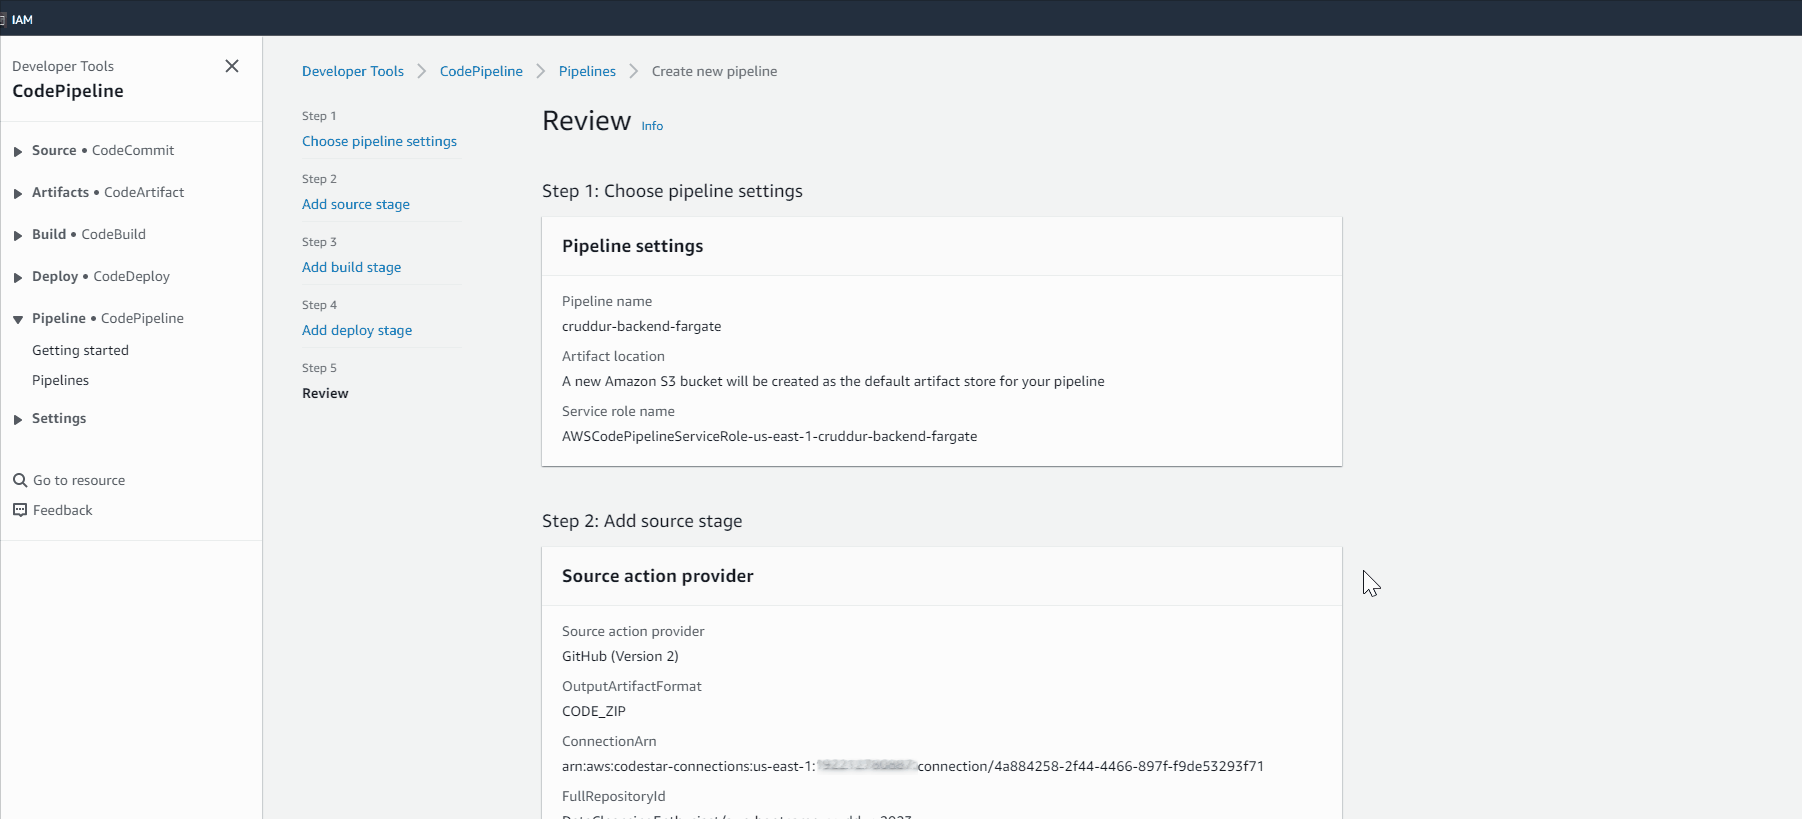 IAM
Developer Tools
CodePipeline
Source • CodeCommit
Artifacts • CodeArtifact
Build • CodeBuild
Deploy • CodeDeploy
Pipeline • CodePipeline
Getting started
Pipelines
Settings
Go to resource
Feedback
Developer Tools > CodePipeline > Pipelines > Create new pipeline
Step 1
Choose pipeline settings
Step 2
Add source stage
Step 3
Add build stage
Step 4
Add deploy stage
Step 5
Review
Review Info
Step 1: Choose pipeline settings
Pipeline settings
Pipeline name
cruddur-backend-fargate
Artifact location
A new Amazon S3 bucket will be created as the default artifact store for your pipeline
Service role name
AWSCodePipelineServiceRole-us-east-1-cruddur-backend-fargate
Step 2: Add source stage
Source action provider
Source action provider
GitHub (Version 2)
OutputArtifactFormat
CODE_ZIP
ConnectionArn
arn:aws:codestar-connections:us-east-1: :connection/4a884258-2f44-4466-897f-f9de53293f71
FullRepositoryId